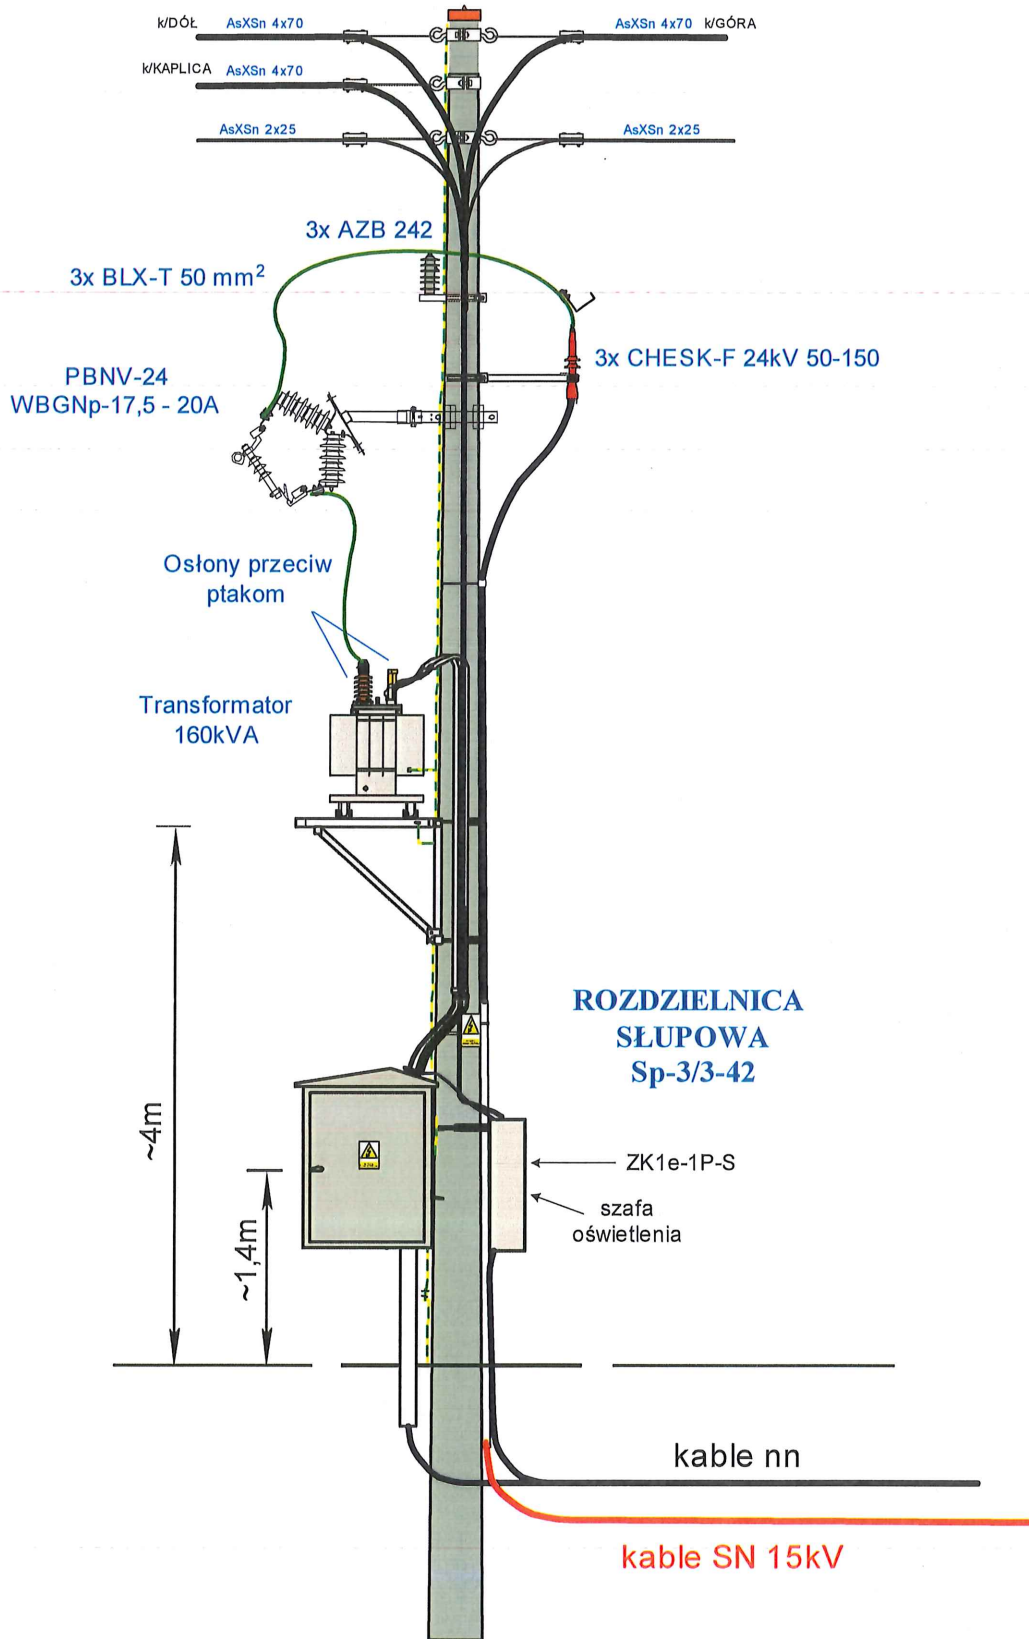 k/DÓŁ AsXSn 4x70
AsXSn 4x70 k/GÓRA
k/KAPLICA AsXSn 4x70
AsXSn 2x25
AsXSn 2x25
3x AZB 242
3x BLX-T 50 mm²
3x CHESK-F 24kV 50-150
PBNV-24
WBGNp-17,5 - 20A
Osłony przeciw
ptakom
Transformator
160kVA
ROZDZIELNICA
SŁUPOWA
Sp-3/3-42
~4m
~1,4m
ZK1e-1P-S
szafa
oświetlenia
kable nn
kable SN 15kV